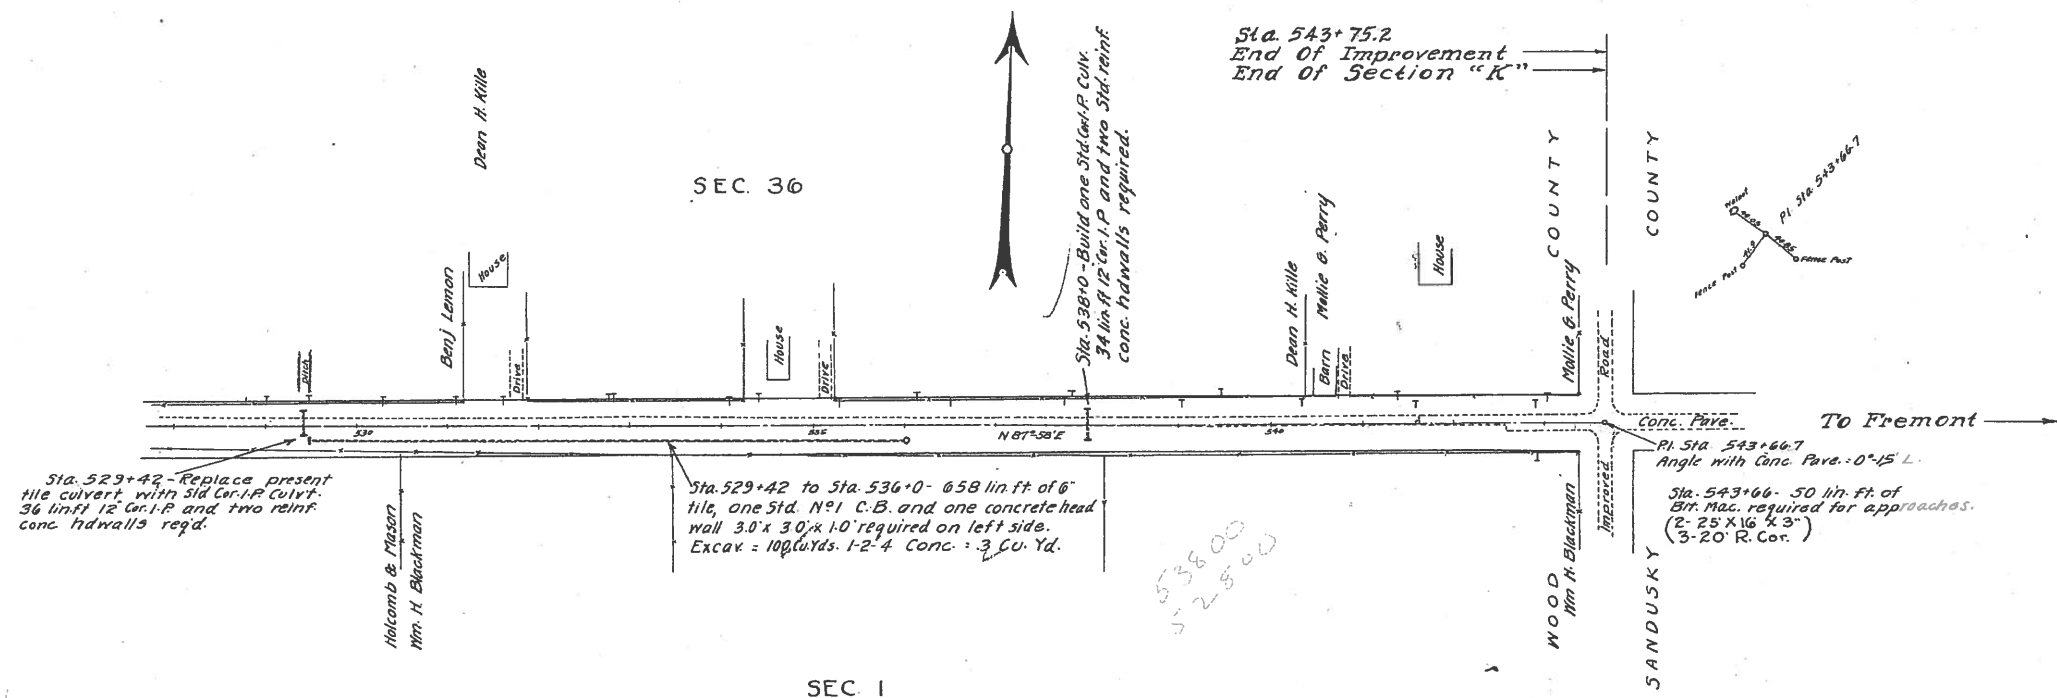 Sta. 543+75.2
End Of Improvement
End Of Section "K"
Dean H. Kille
SEC. 36
Sta. 538+0 - Build one Std. Cor. I.P. Culv.
34 lin. ft 12" Cor. I.P. and two Std. reinf.
conc. hdwalls required.
COUNTY
COUNTY
P.I. Sta. 543+66.7
Fence Post
Fence Post
Benj Lemon
House
House
Dean H. Kille
Mollie G. Perry
Barn
House
Mollie G. Perry
Ditch
Drive
Drive
Drive
Road
530
535
N 87°-58' E
540
Conc. Pave.
To Fremont
P.I. Sta. 543+66.7
Angle with Conc. Pave. = 0°-15' L.
Sta. 529+42 - Replace present
tile culvert with Std Cor. I.P. Culvt.
36 lin ft 12" Cor. I.P. and two reinf.
conc hdwalls reqd.
Sta. 529+42 to Sta. 536+0 - 658 lin. ft. of 6"
tile, one Std. Nº 1 C.B. and one concrete head
wall 3.0' x 3.0' x 1.0' required on left side.
Excav. = 100 Cu. Yds. 1-2-4 Conc. = .3 Cu. Yd.
Sta. 543+66 - 50 lin. ft. of
Bit. Mac. required for approaches.
(2- 25' X 16' X 3")
(3-20' R. Cor. )
Improved
Holcomb & Mason
Wm. H. Blackman
53800
52800
WOOD
Wm H. Blackman
SANDUSKY
SEC 1